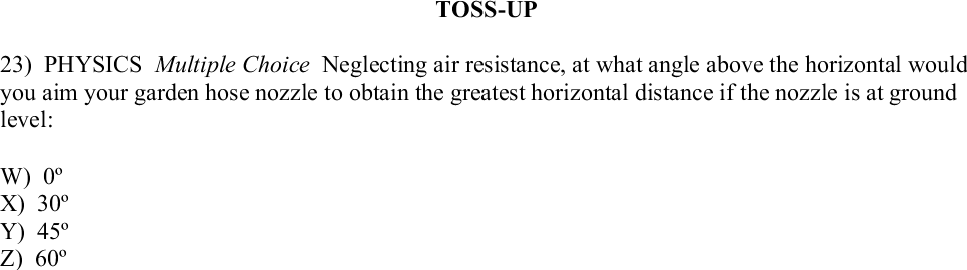 TOSS-UP
23) PHYSICS Multiple Choice Neglecting air resistance, at what angle above the horizontal would
you aim your garden hose nozzle to obtain the greatest horizontal distance if the nozzle is at ground
level:
W) 0º
X) 30º
Y) 45º
Z) 60º